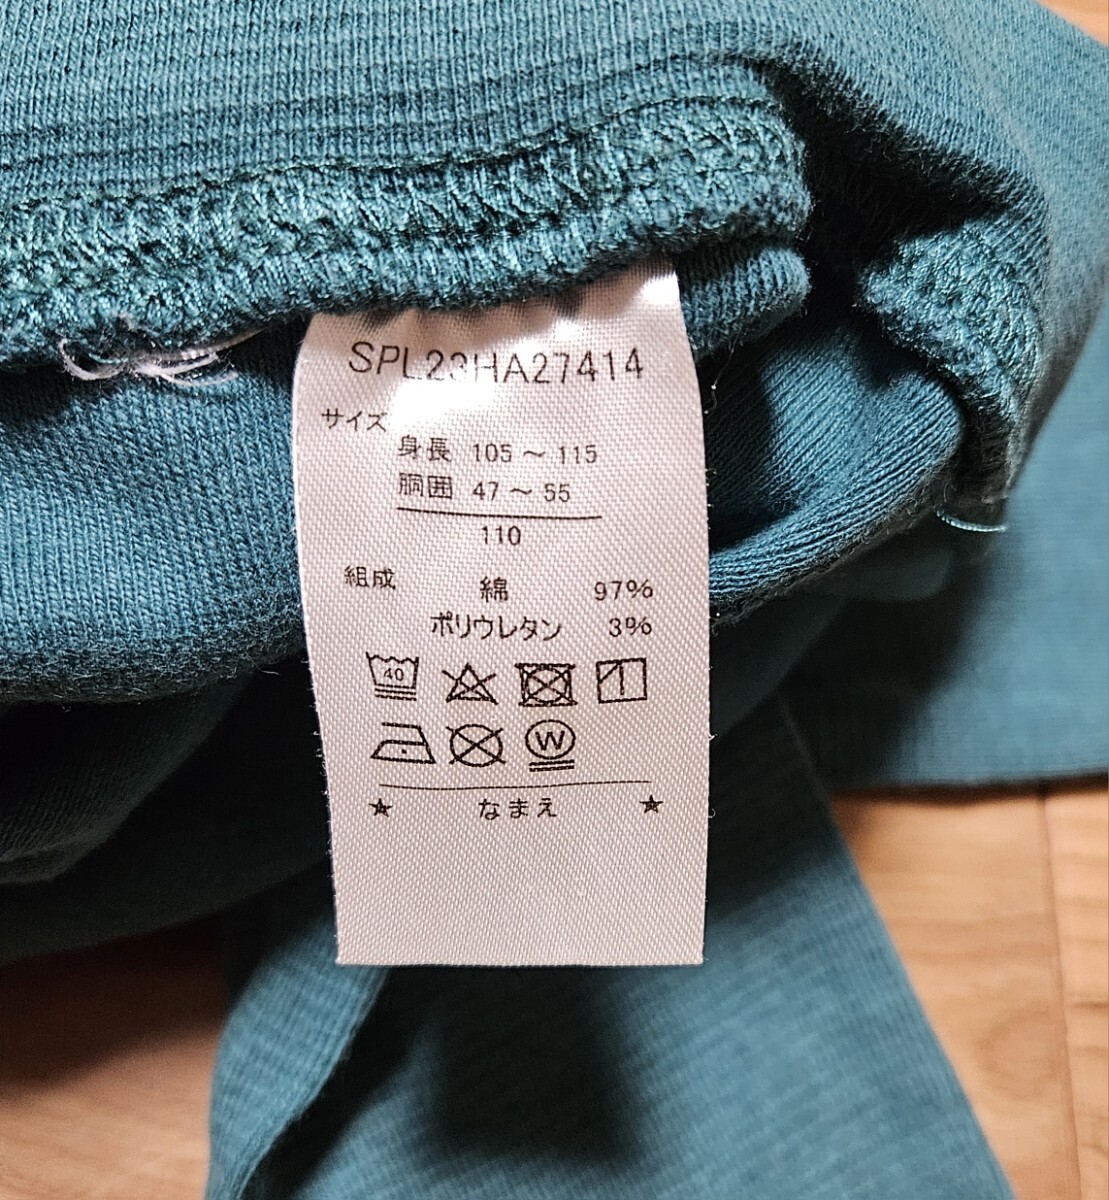 SPL23HA27414
サイズ
身長 105～115
胴囲 47～55
110
組成 綿 97%
ポリウレタン 3%
40
W
★ なまえ ★